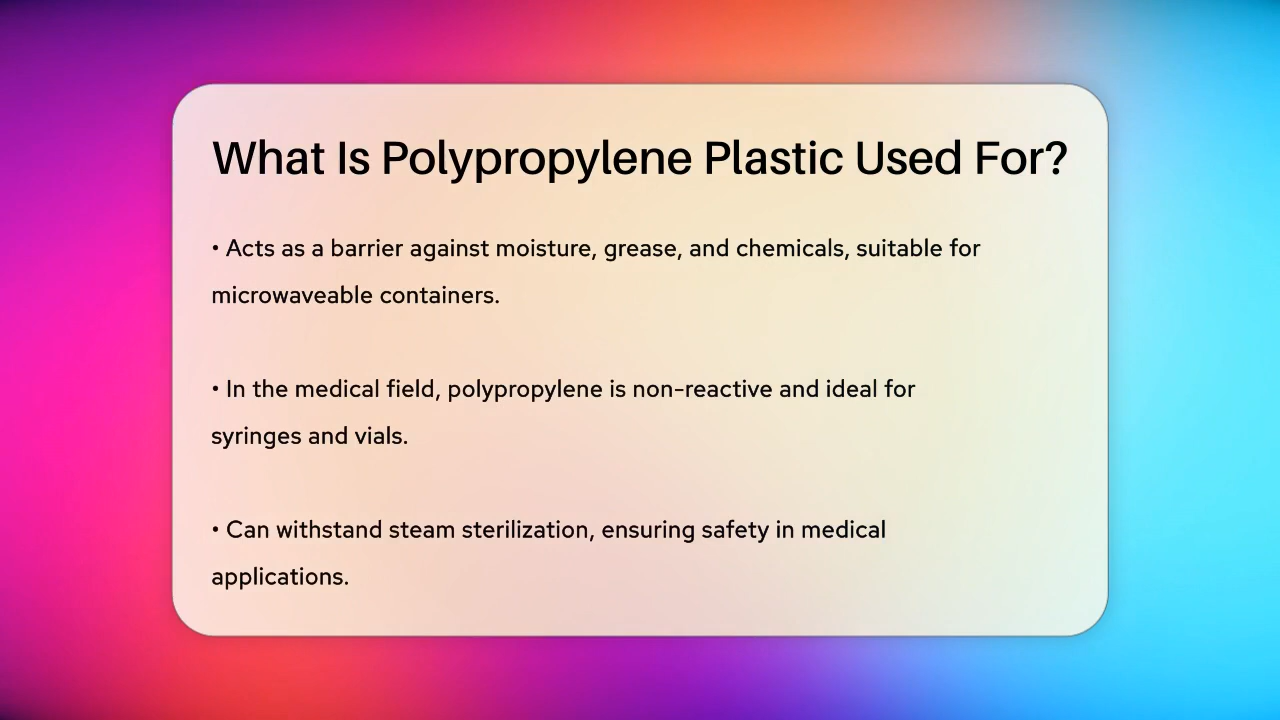 What Is Polypropylene Plastic Used For?
• Acts as a barrier against moisture, grease, and chemicals, suitable for
microwaveable containers.
• In the medical field, polypropylene is non-reactive and ideal for
syringes and vials.
• Can withstand steam sterilization, ensuring safety in medical
applications.